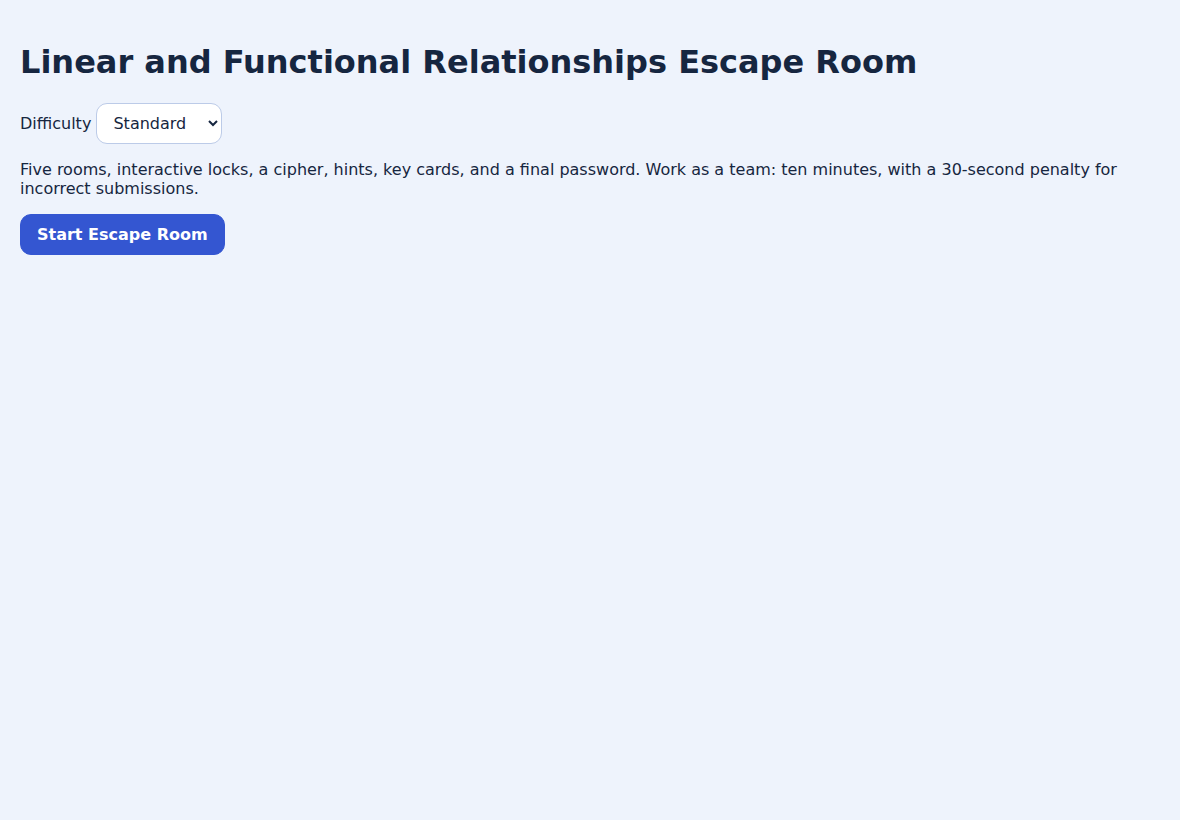 Linear and Functional Relationships Escape Room
Difficulty Standard
Five rooms, interactive locks, a cipher, hints, key cards, and a final password. Work as a team: ten minutes, with a 30-second penalty for
incorrect submissions.
Start Escape Room